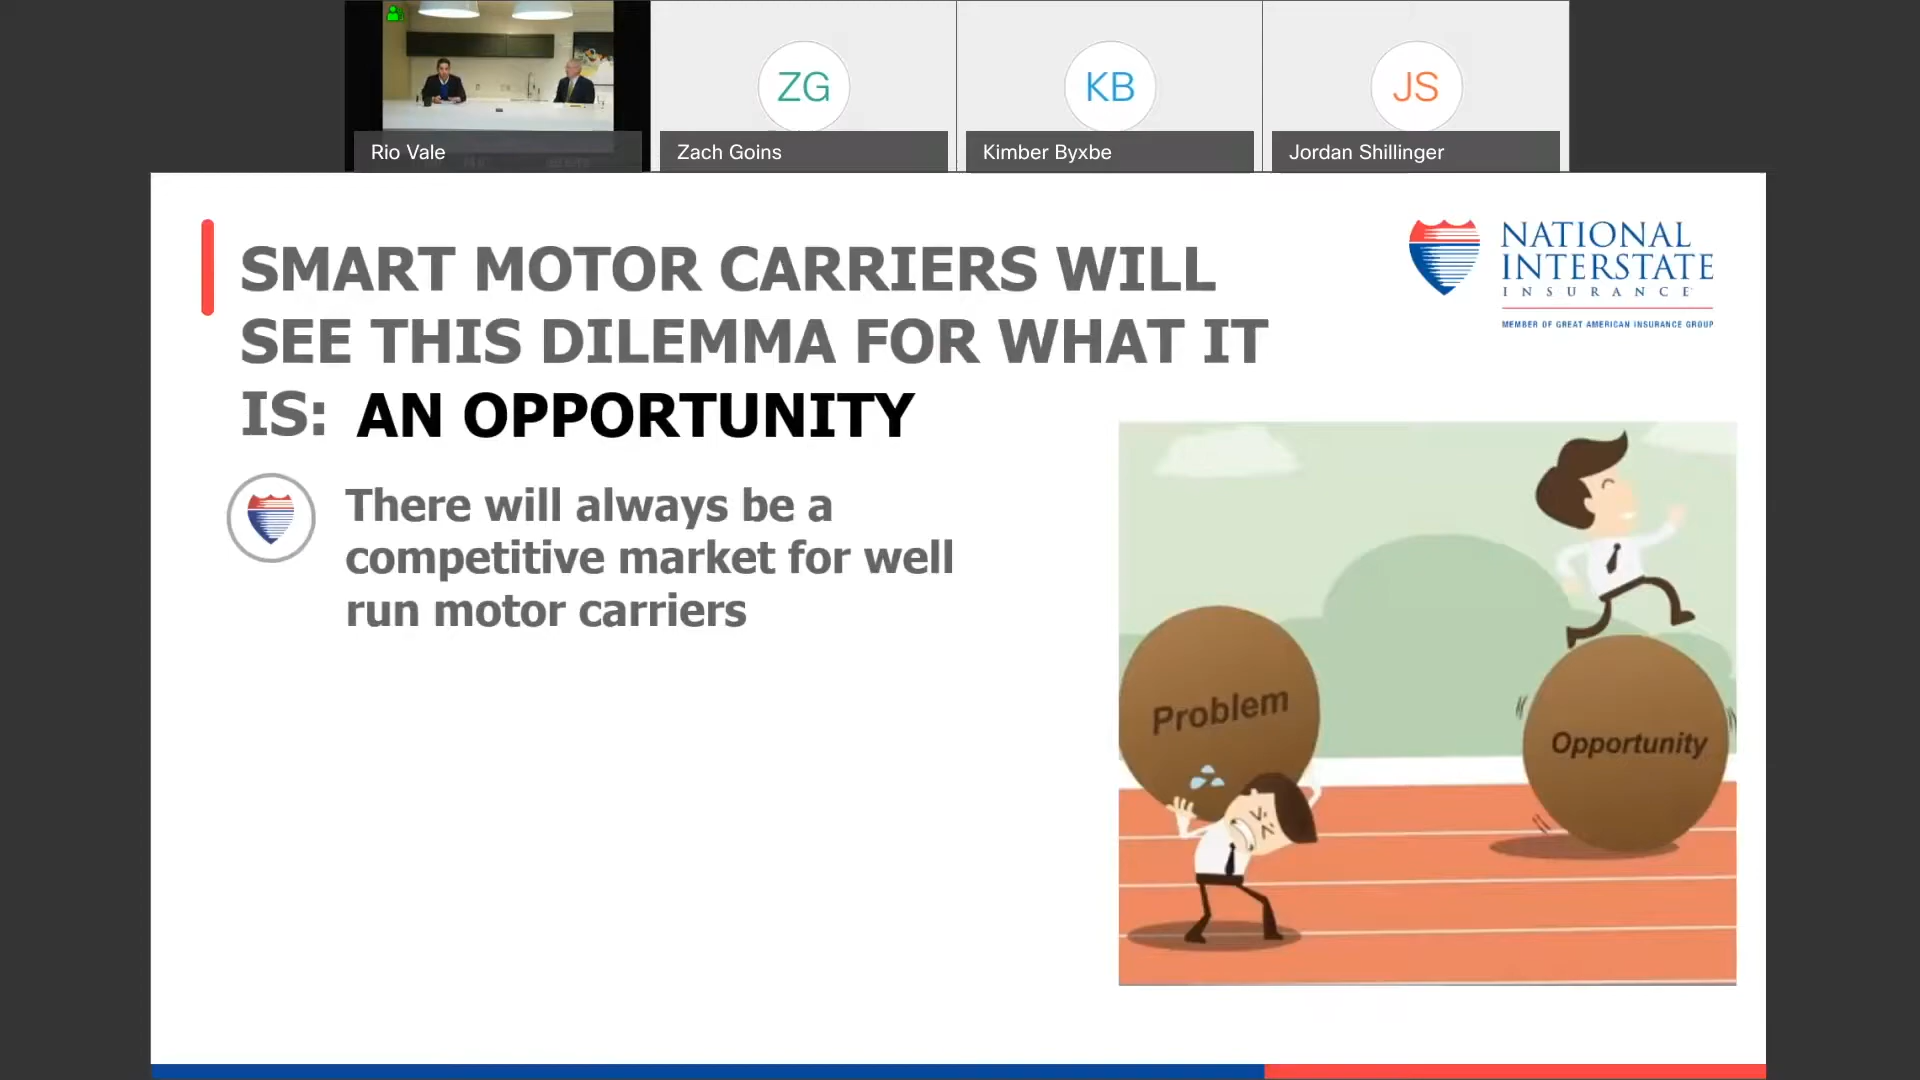 ZG
KB
JS
Rio Vale
Zach Goins
Kimber Byxbe
Jordan Shillinger
SMART MOTOR CARRIERS WILL
SEE THIS DILEMMA FOR WHAT IT
IS: AN OPPORTUNITY
NATIONAL
INTERSTATE
INSURANCE
MEMBER OF GREAT AMERICAN INSURANCE GROUP
There will always be a
competitive market for well
run motor carriers
Problem
Opportunity